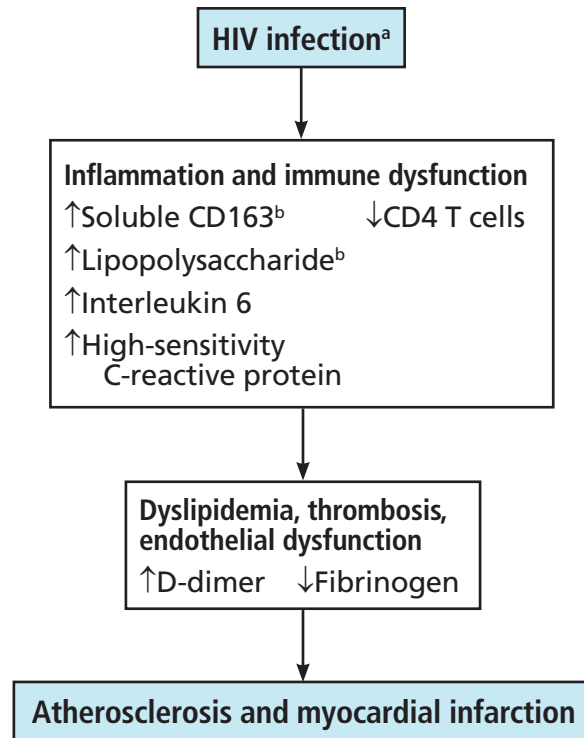 HIV infectionᵃ
Inflammation and immune dysfunction
↑Soluble CD163ᵇ ↓CD4 T cells
↑Lipopolysaccharideᵇ
↑Interleukin 6
↑High-sensitivity
C-reactive protein
Dyslipidemia, thrombosis,
endothelial dysfunction
↑D-dimer ↓Fibrinogen
Atherosclerosis and myocardial infarction